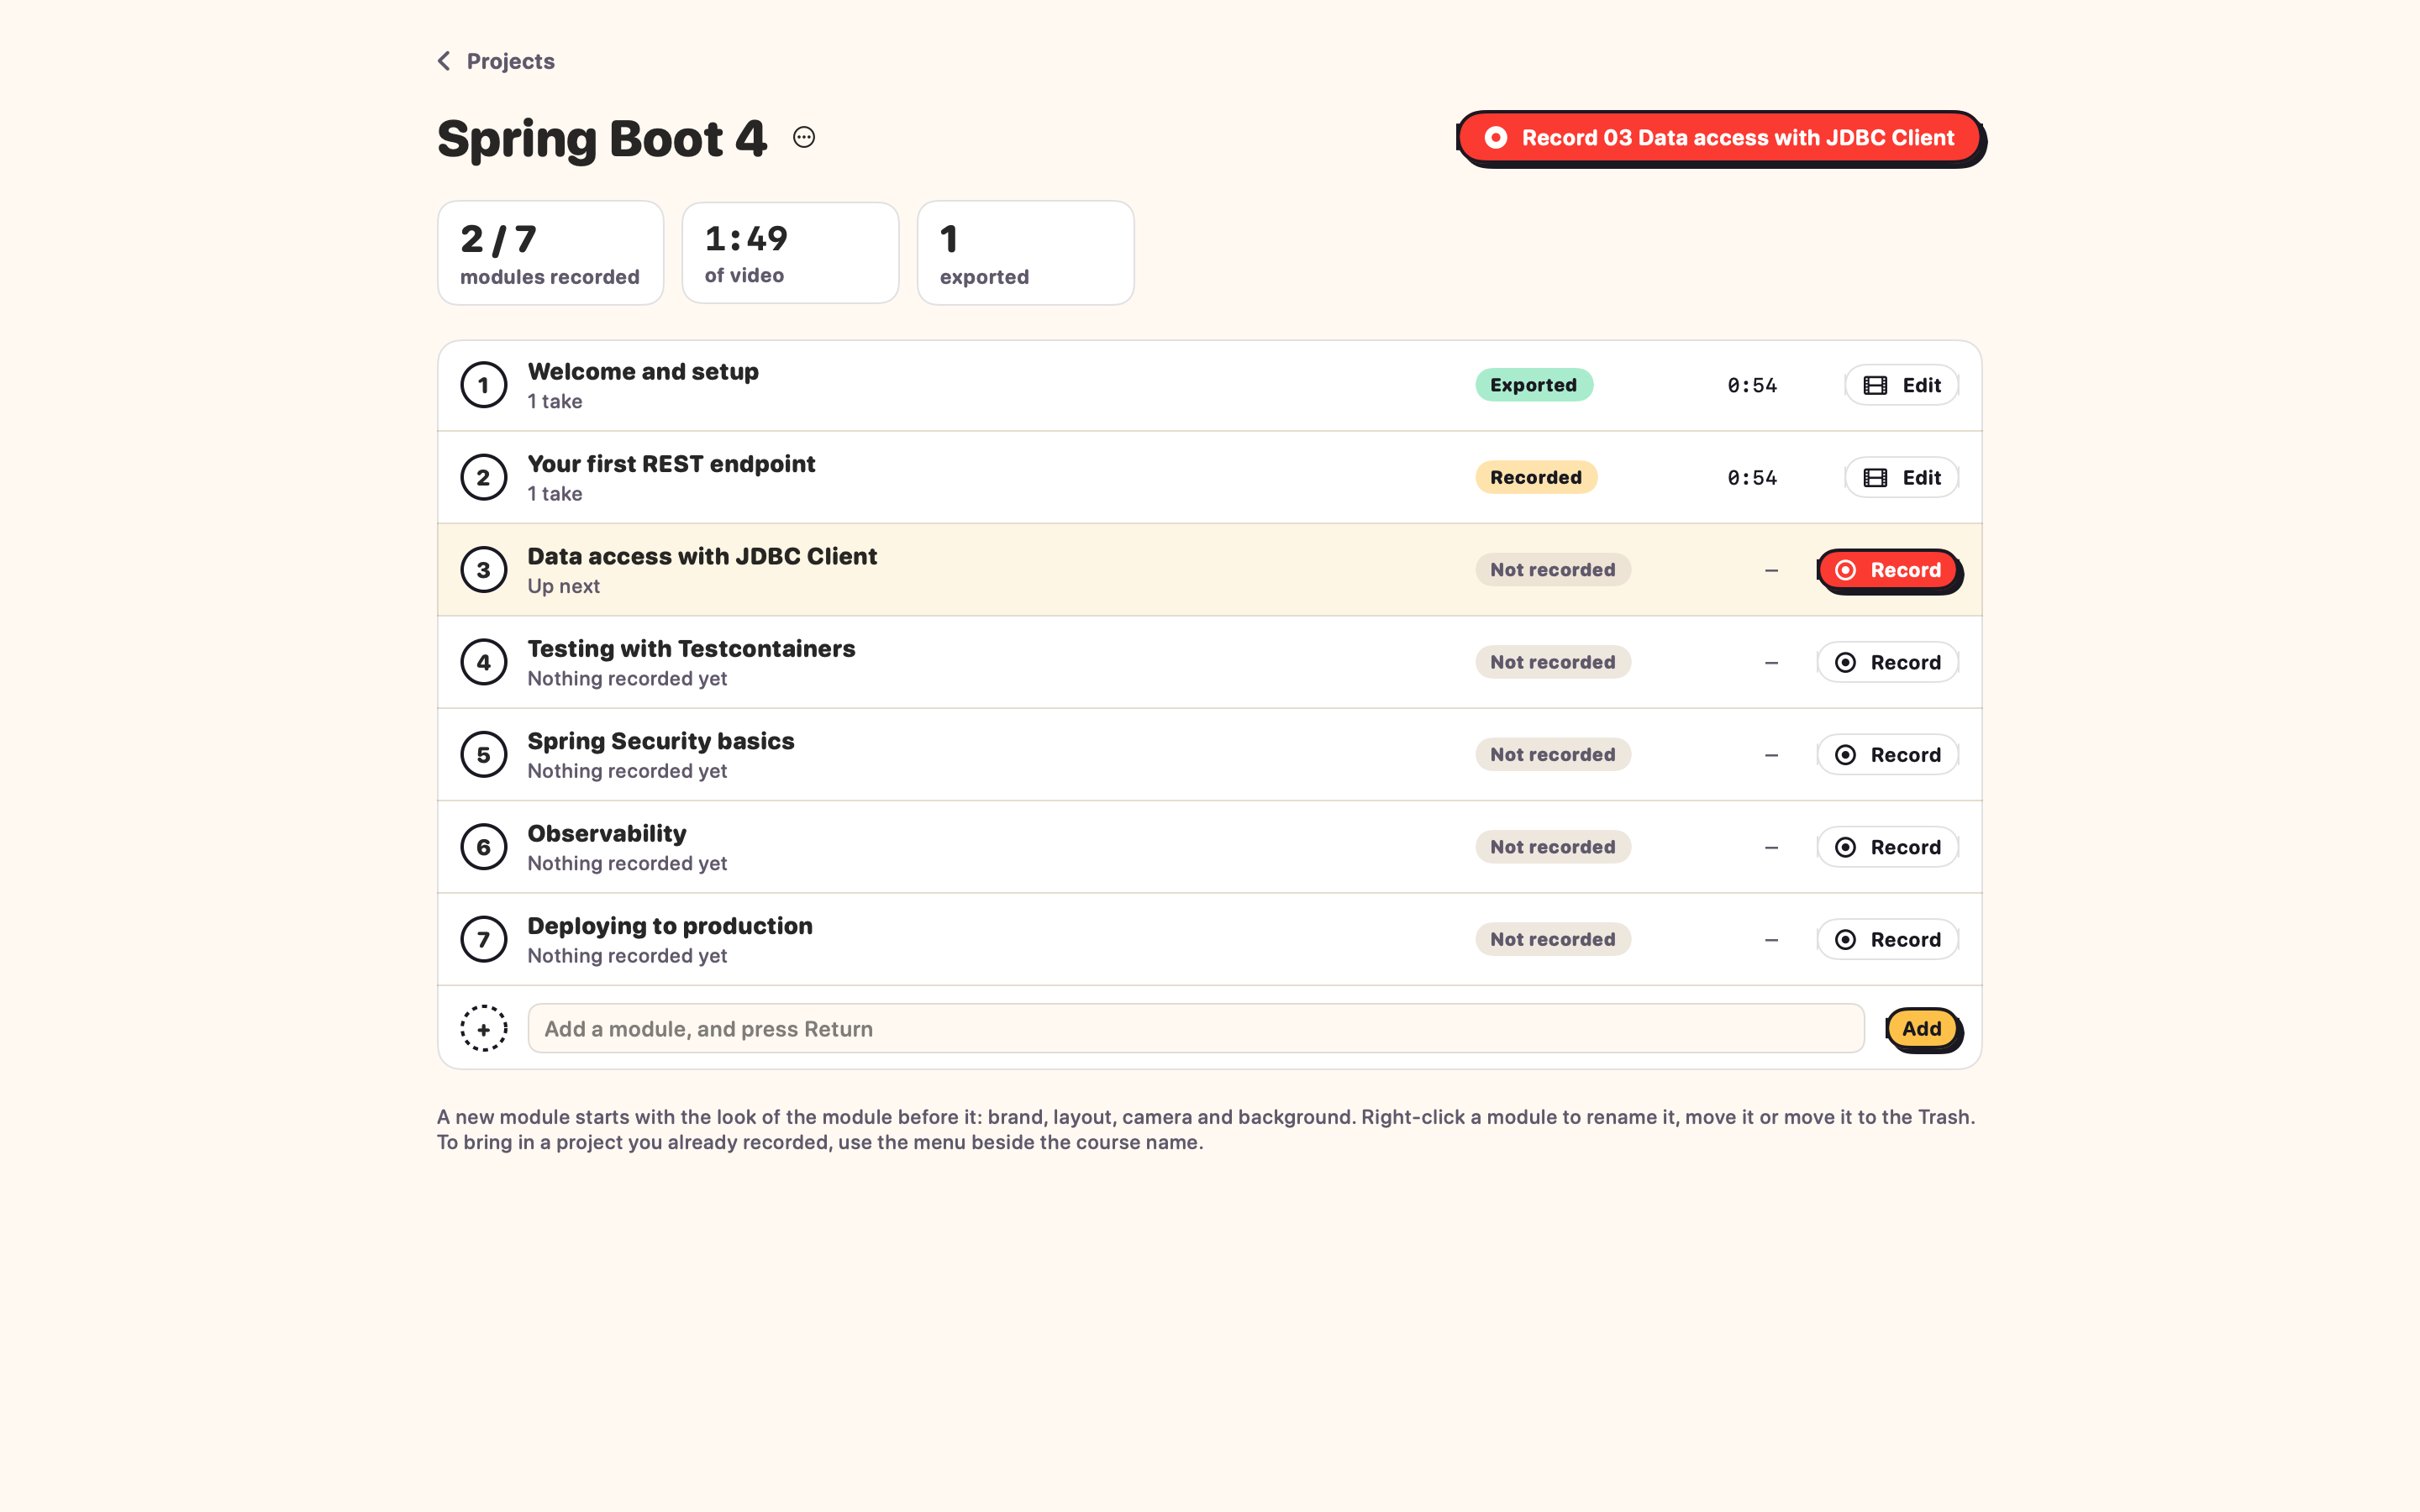 Projects
Spring Boot 4
Record 03 Data access with JDBC Client
2/7
modules recorded
1:49
of video
1
exported
1
Welcome and setup
1 take
Exported
0:54
Edit
2
Your first REST endpoint
1 take
Recorded
0:54
Edit
3
Data access with JDBC Client
Up next
Not recorded
–
Record
4
Testing with Testcontainers
Nothing recorded yet
Not recorded
–
Record
5
Spring Security basics
Nothing recorded yet
Not recorded
–
Record
6
Observability
Nothing recorded yet
Not recorded
–
Record
7
Deploying to production
Nothing recorded yet
Not recorded
–
Record
+
Add a module, and press Return
Add
A new module starts with the look of the module before it: brand, layout, camera and background. Right-click a module to rename it, move it or move it to the Trash.
To bring in a project you already recorded, use the menu beside the course name.